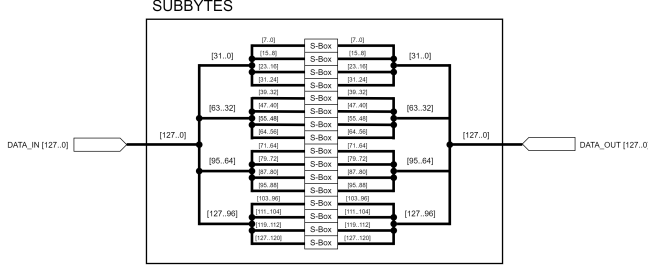 SUBBYTES
[7..0] S-Box [7..0]
[31..0] [15..8] S-Box [15..8] [31..0]
[23..16] S-Box [23..16]
[31..24] S-Box [31..24]
[39..32] S-Box [39..32]
[63..32] [47..40] S-Box [47..40] [63..32]
[55..48] S-Box [55..48]
[127..0] [64..56] S-Box [64..56] [127..0]
DATA_IN [127..0] [71..64] S-Box [71..64] DATA_OUT [127..0]
[95..64] [79..72] S-Box [79..72] [95..64]
[87..80] S-Box [87..80]
[95..88] S-Box [95..88]
[103..96] S-Box [103..96]
[127..96] [111..104] S-Box [111..104] [127..96]
[119..112] S-Box [119..112]
[127..120] S-Box [127..120]